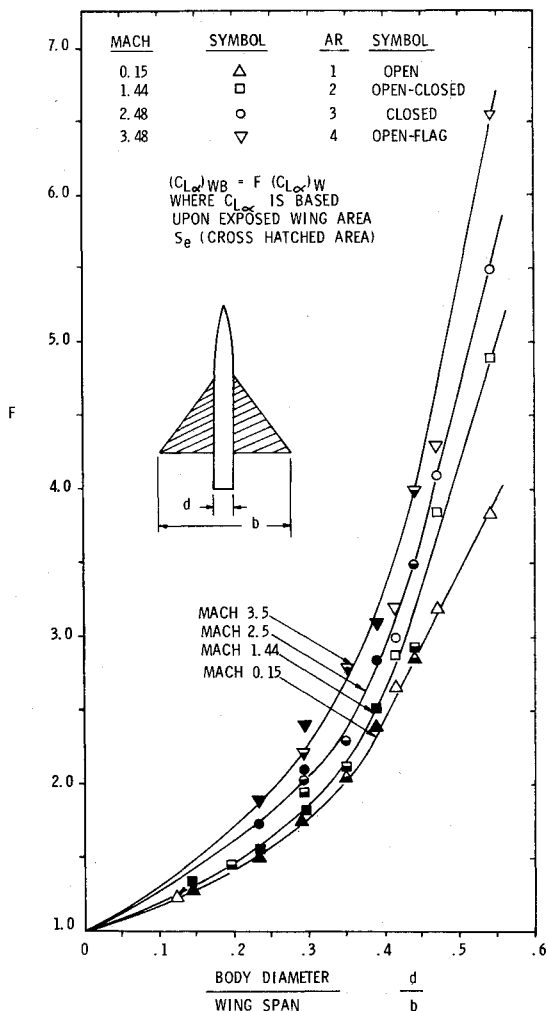 7.0
MACH SYMBOL AR SYMBOL
0.15 △ 1 OPEN
1.44 □ 2 OPEN-CLOSED
2.48 ○ 3 CLOSED
3.48 ▽ 4 OPEN-FLAG
(CL∝)WB = F (CL∝)W
WHERE CL∝ IS BASED
UPON EXPOSED WING AREA
Se (CROSS HATCHED AREA)
6.0
5.0
F
4.0
d
b
MACH 3.5
MACH 2.5
MACH 1.44
MACH 0.15
3.0
2.0
1.0
0 .1 .2 .3 .4 .5 .6
BODY DIAMETER d
WING SPAN b